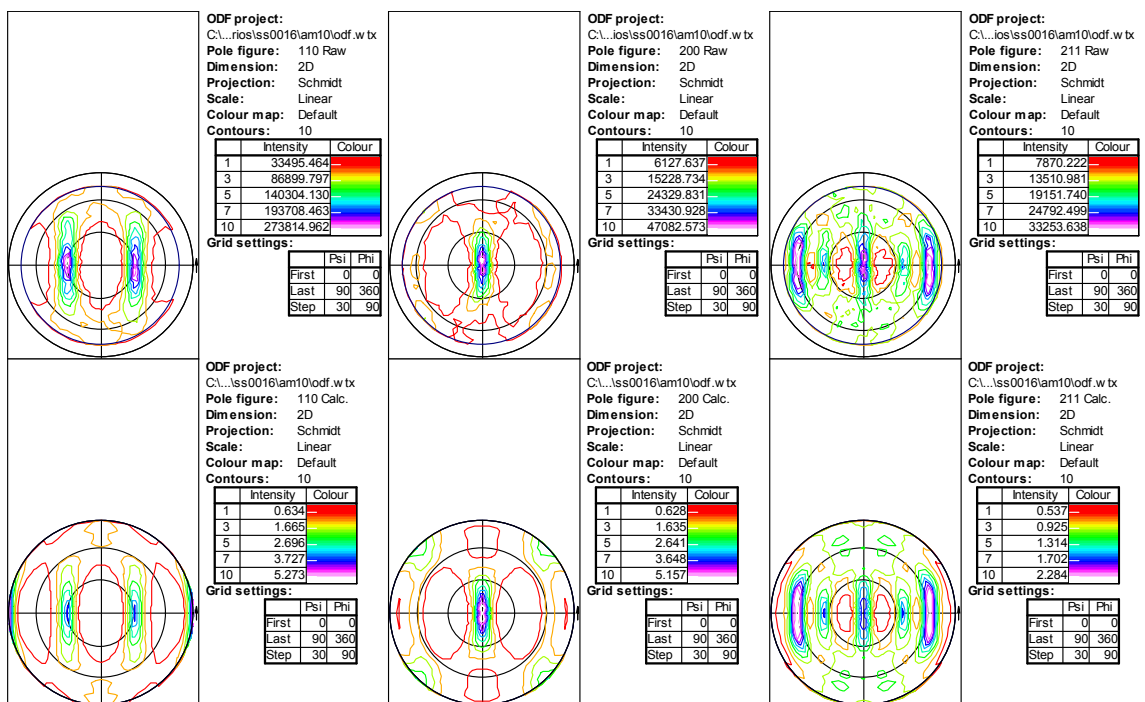 ODF project:
C:\...rios\ss0016\am10\odf.wtx
Pole figure: 110 Raw
Dimension: 2D
Projection: Schmidt
Scale: Linear
Colour map: Default
Contours: 10
Intensity Colour
1 33495.464
3 86899.797
5 140304.130
7 193708.463
10 273814.962
Grid settings:
Psi Phi
First 0 0
Last 90 360
Step 30 90
ODF project:
C:\...ios\ss0016\am10\odf.wtx
Pole figure: 200 Raw
Dimension: 2D
Projection: Schmidt
Scale: Linear
Colour map: Default
Contours: 10
Intensity Colour
1 6127.637
3 15228.734
5 24329.831
7 33430.928
10 47082.573
Grid settings:
Psi Phi
First 0 0
Last 90 360
Step 30 90
ODF project:
C:\...ios\ss0016\am10\odf.wtx
Pole figure: 211 Raw
Dimension: 2D
Projection: Schmidt
Scale: Linear
Colour map: Default
Contours: 10
Intensity Colour
1 7870.222
3 13510.981
5 19151.740
7 24792.499
10 33253.638
Grid settings:
Psi Phi
First 0 0
Last 90 360
Step 30 90
ODF project:
C:\...\ss0016\am10\odf.wtx
Pole figure: 110 Calc.
Dimension: 2D
Projection: Schmidt
Scale: Linear
Colour map: Default
Contours: 10
Intensity Colour
1 0.634
3 1.665
5 2.696
7 3.727
10 5.273
Grid settings:
Psi Phi
First 0 0
Last 90 360
Step 30 90
ODF project:
C:\...\ss0016\am10\odf.wtx
Pole figure: 200 Calc.
Dimension: 2D
Projection: Schmidt
Scale: Linear
Colour map: Default
Contours: 10
Intensity Colour
1 0.628
3 1.635
5 2.641
7 3.648
10 5.157
Grid settings:
Psi Phi
First 0 0
Last 90 360
Step 30 90
ODF project:
C:\...\ss0016\am10\odf.wtx
Pole figure: 211 Calc.
Dimension: 2D
Projection: Schmidt
Scale: Linear
Colour map: Default
Contours: 10
Intensity Colour
1 0.537
3 0.925
5 1.314
7 1.702
10 2.284
Grid settings:
Psi Phi
First 0 0
Last 90 360
Step 30 90